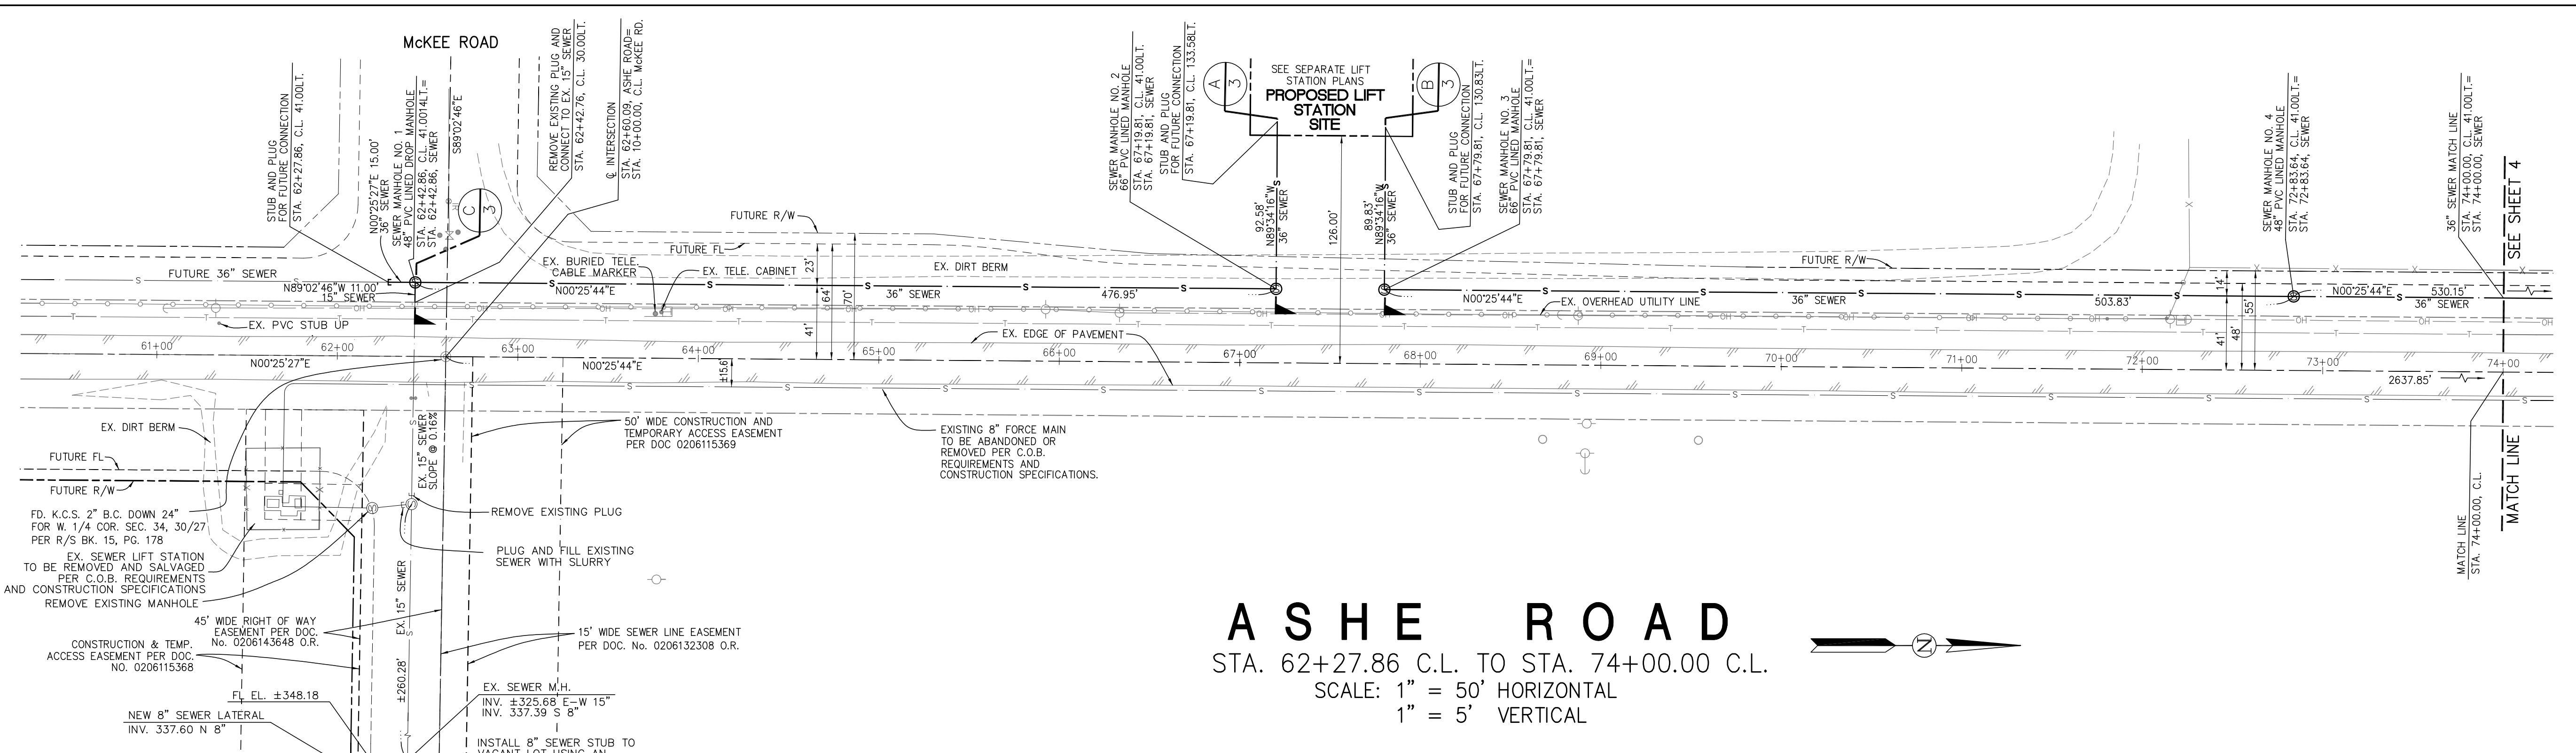 McKEE ROAD
STUB AND PLUG
FOR FUTURE CONNECTION
STA. 62+27.86, C.L. 41.00LT.
N00°25'27"E 15.00'
36" SEWER
SEWER MANHOLE NO. 1
48" PVC LINED DROP MANHOLE
STA. 62+42.86, C.L. 41.0014LT.=
STA. 62+42.86, SEWER
S89°02'46"E
C
3
REMOVE EXISTING PLUG AND
CONNECT TO EX. 15" SEWER
STA. 62+42.76, C.L. 30.00LT.
℄ INTERSECTION
STA. 62+60.09, ASHE ROAD=
STA. 10+00.00, C.L. McKEE RD.
SEWER MANHOLE NO. 2
66" PVC LINED MANHOLE
STA. 67+19.81, C.L. 41.00LT.
STA. 67+19.81, SEWER
STUB AND PLUG
FOR FUTURE CONNECTION
STA. 67+19.81, C.L. 133.58LT.
A
3
SEE SEPARATE LIFT
STATION PLANS
PROPOSED LIFT
STATION
SITE
B
3
STUB AND PLUG
FOR FUTURE CONNECTION
STA. 67+79.81, C.L. 130.83LT.
SEWER MANHOLE NO. 3
66" PVC LINED MANHOLE
STA. 67+79.81, C.L. 41.00LT.=
STA. 67+79.81, SEWER
SEWER MANHOLE NO. 4
48" PVC LINED MANHOLE
STA. 72+83.64, C.L. 41.00LT.=
STA. 72+83.64, SEWER
36" SEWER MATCH LINE
STA. 74+00.00, C.L. 41.00LT.=
STA. 74+00.00, SEWER
SEE SHEET 4
MATCH LINE
92.58'
N89°34'16"W
36" SEWER
126.00'
89.83'
N89°34'16"W
36" SEWER
FUTURE R/W
FUTURE FL
EX. BURIED TELE.
CABLE MARKER
EX. TELE. CABINET
EX. DIRT BERM
FUTURE R/W
FUTURE 36" SEWER
N89°02'46"W 11.00'
15" SEWER
N00°25'44"E
36" SEWER
476.95'
23'
64'
70'
41'
N00°25'44"E
EX. OVERHEAD UTILITY LINE
36" SEWER
503.83'
14'
55'
48'
41'
N00°25'44"E
530.15'
36" SEWER
EX. PVC STUB UP
EX. EDGE OF PAVEMENT
61+00
62+00
63+00
64+00
65+00
66+00
67+00
68+00
69+00
70+00
71+00
72+00
73+00
74+00
N00°25'27"E
N00°25'44"E
±15.6'
2637.85'
EX. DIRT BERM
FUTURE FL
FUTURE R/W
EX. 15" SEWER
SLOPE @ 0.16%
50' WIDE CONSTRUCTION AND
TEMPORARY ACCESS EASEMENT
PER DOC 0206115369
EXISTING 8" FORCE MAIN
TO BE ABANDONED OR
REMOVED PER C.O.B.
REQUIREMENTS AND
CONSTRUCTION SPECIFICATIONS.
FD. K.C.S. 2" B.C. DOWN 24"
FOR W. 1/4 COR. SEC. 34, 30/27
PER R/S BK. 15, PG. 178
REMOVE EXISTING PLUG
EX. SEWER LIFT STATION
TO BE REMOVED AND SALVAGED
PER C.O.B. REQUIREMENTS
AND CONSTRUCTION SPECIFICATIONS
REMOVE EXISTING MANHOLE
PLUG AND FILL EXISTING
SEWER WITH SLURRY
EX. 15" SEWER
±260.28'
45' WIDE RIGHT OF WAY
EASEMENT PER DOC.
No. 0206143648 O.R.
CONSTRUCTION & TEMP.
ACCESS EASEMENT PER DOC.
NO. 0206115368
15' WIDE SEWER LINE EASEMENT
PER DOC. No. 0206132308 O.R.
FL EL. ±348.18
NEW 8" SEWER LATERAL
INV. 337.60 N 8"
EX. SEWER M.H.
INV. ±325.68 E-W 15"
INV. 337.39 S 8"
INSTALL 8" SEWER STUB TO
VACANT LOT USING AN
MATCH LINE
STA. 74+00.00, C.L.
ASHE ROAD
STA. 62+27.86 C.L. TO STA. 74+00.00 C.L.
SCALE: 1" = 50' HORIZONTAL
1" = 5' VERTICAL
N